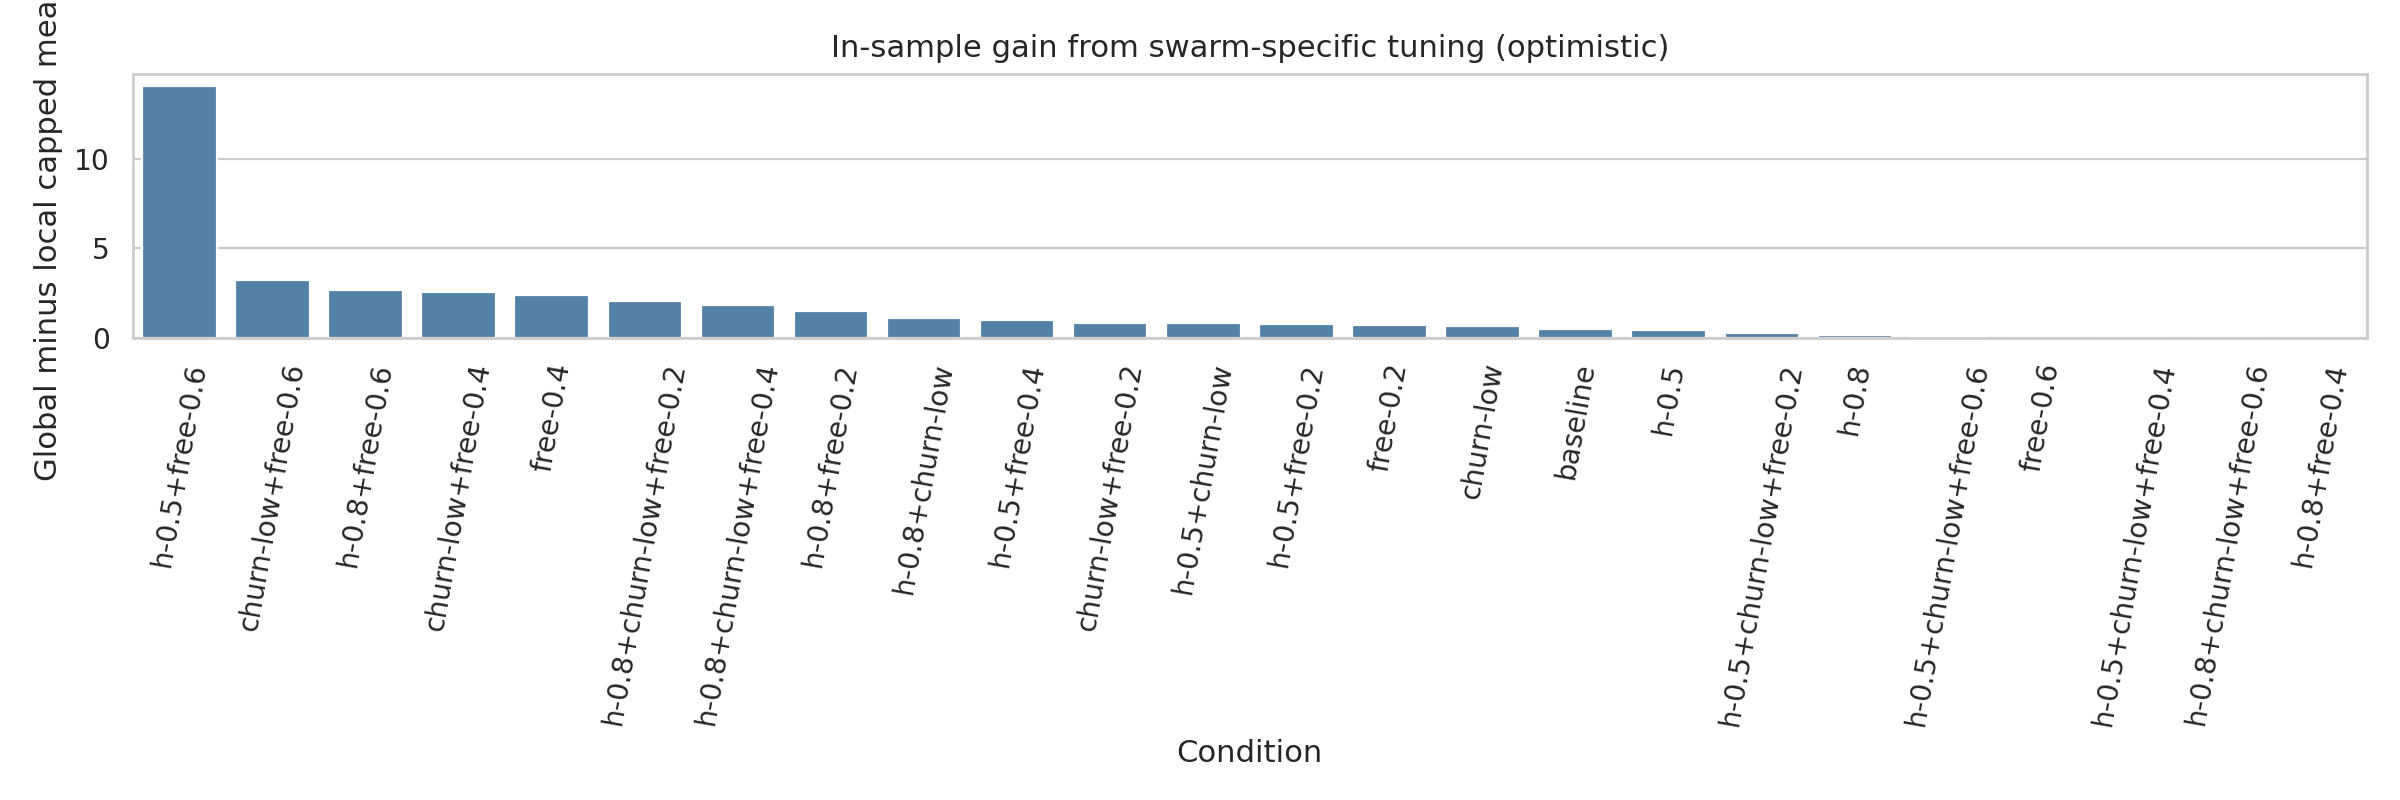 In-sample gain from swarm-specific tuning (optimistic)
Global minus local capped mea
10
5
0
h-0.5+free-0.6
churn-low+free-0.6
h-0.8+free-0.6
churn-low+free-0.4
free-0.4
h-0.8+churn-low+free-0.2
h-0.8+churn-low+free-0.4
h-0.8+free-0.2
h-0.8+churn-low
h-0.5+free-0.4
churn-low+free-0.2
h-0.5+churn-low
h-0.5+free-0.2
free-0.2
churn-low
baseline
h-0.5
h-0.5+churn-low+free-0.2
h-0.8
h-0.5+churn-low+free-0.6
free-0.6
h-0.5+churn-low+free-0.4
h-0.8+churn-low+free-0.6
h-0.8+free-0.4
Condition